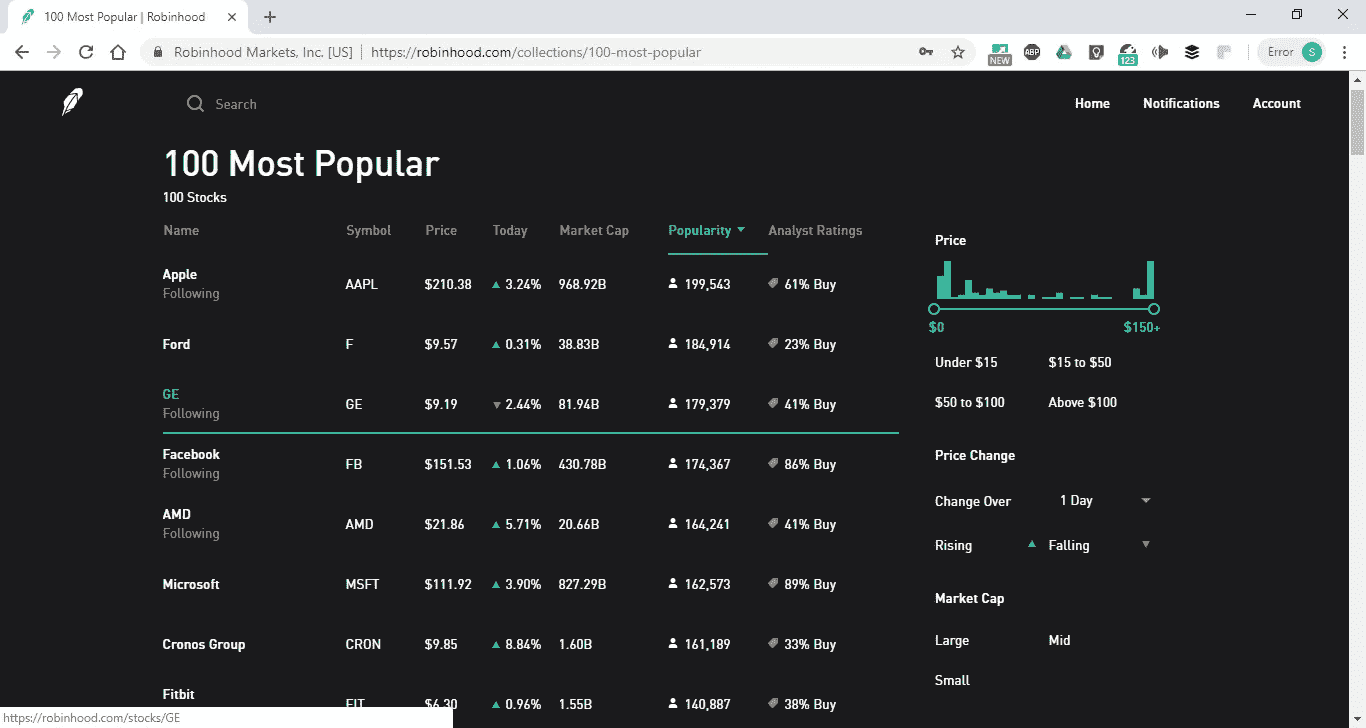 100 Most Popular | Robinhood
Robinhood Markets, Inc. [US] | https://robinhood.com/collections/100-most-popular
NEW
ABP
123
Error
S
Search
Home Notifications Account
100 Most Popular
100 Stocks
Name Symbol Price Today Market Cap Popularity Analyst Ratings
Apple
Following
AAPL $210.38 3.24% 968.92B 199,543 61% Buy
Ford F $9.57 0.31% 38.83B 184,914 23% Buy
GE
Following
GE $9.19 2.44% 81.94B 179,379 41% Buy
Facebook
Following
FB $151.53 1.06% 430.78B 174,367 86% Buy
AMD
Following
AMD $21.86 5.71% 20.66B 164,241 41% Buy
Microsoft MSFT $111.92 3.90% 827.29B 162,573 89% Buy
Cronos Group CRON $9.85 8.84% 1.60B 161,189 33% Buy
Fitbit
FIT $6.30 0.96% 1.55B 140,887 38% Buy
Price
$0 $150+
Under $15 $15 to $50
$50 to $100 Above $100
Price Change
Change Over 1 Day
Rising Falling
Market Cap
Large Mid
Small
https://robinhood.com/stocks/GE